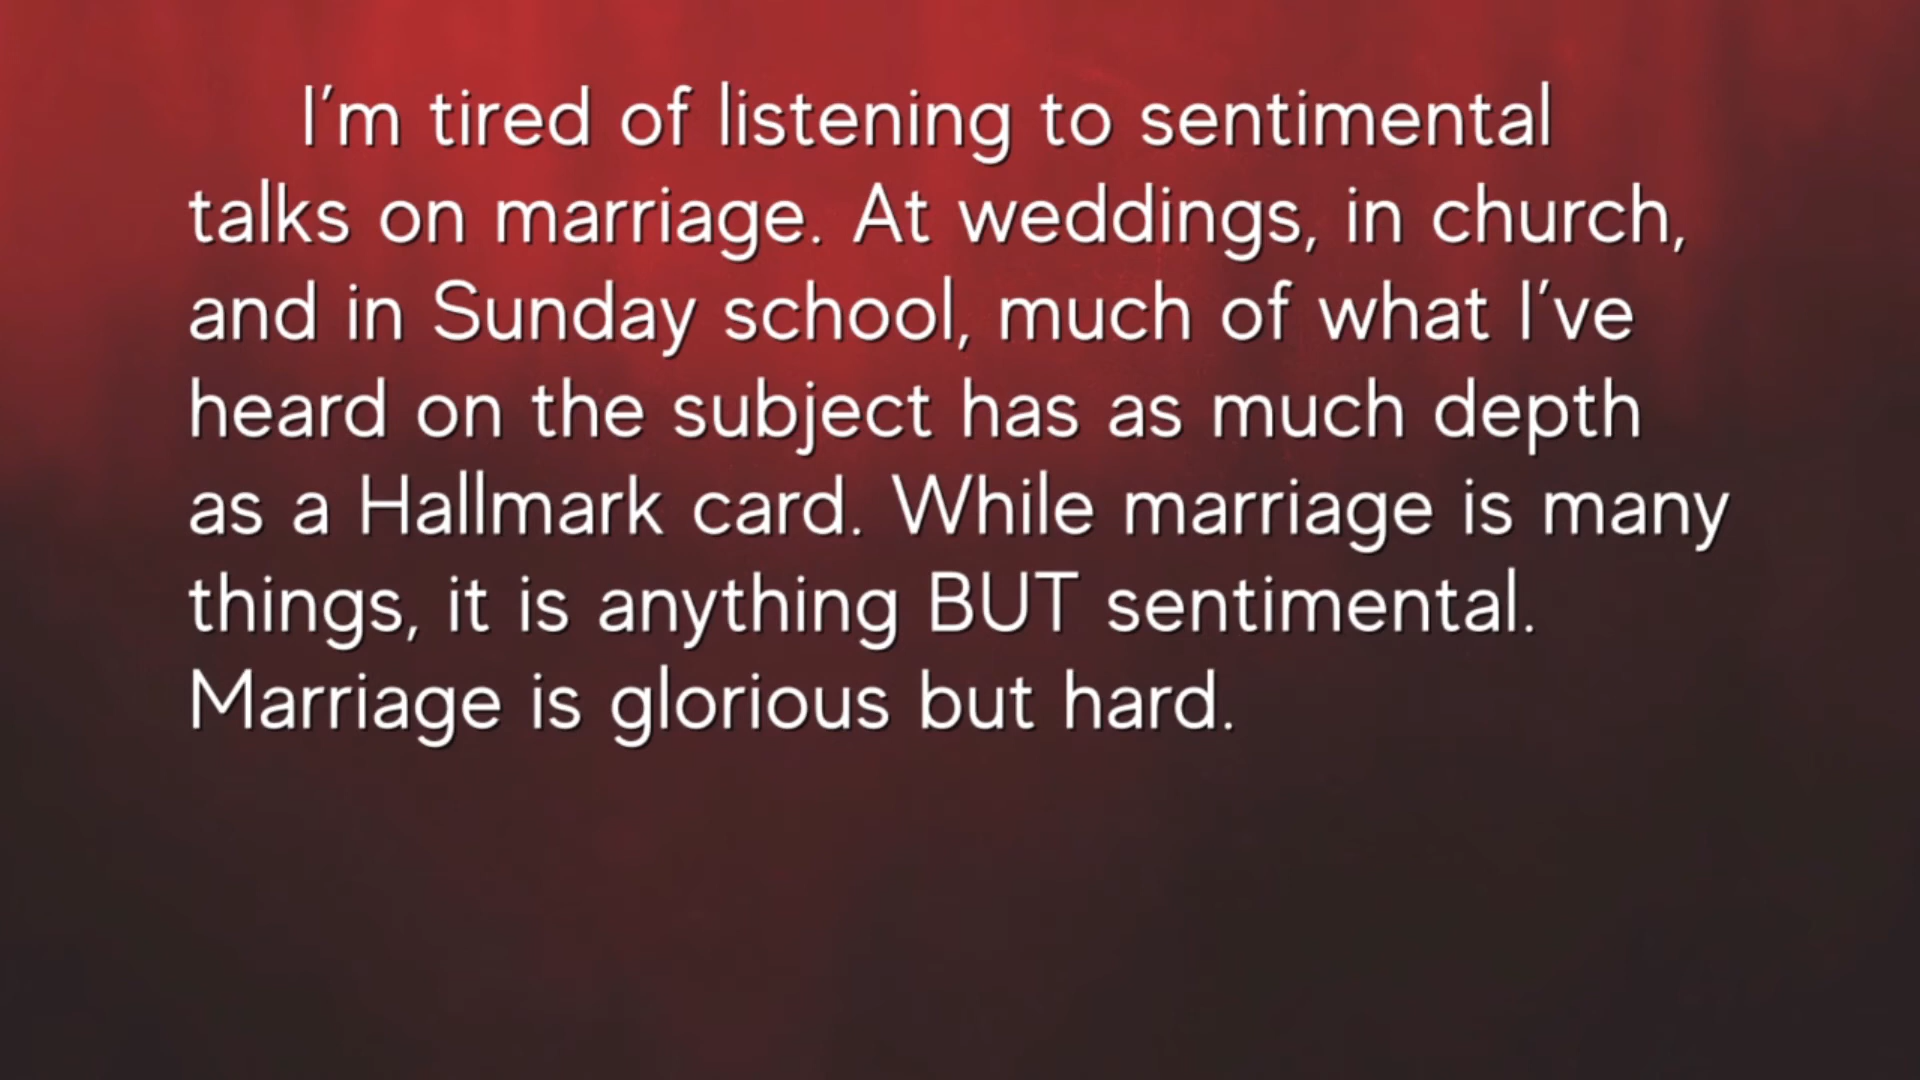 I'm tired of listening to sentimental
talks on marriage. At weddings, in church,
and in Sunday school, much of what I've
heard on the subject has as much depth
as a Hallmark card. While marriage is many
things, it is anything BUT sentimental.
Marriage is glorious but hard.